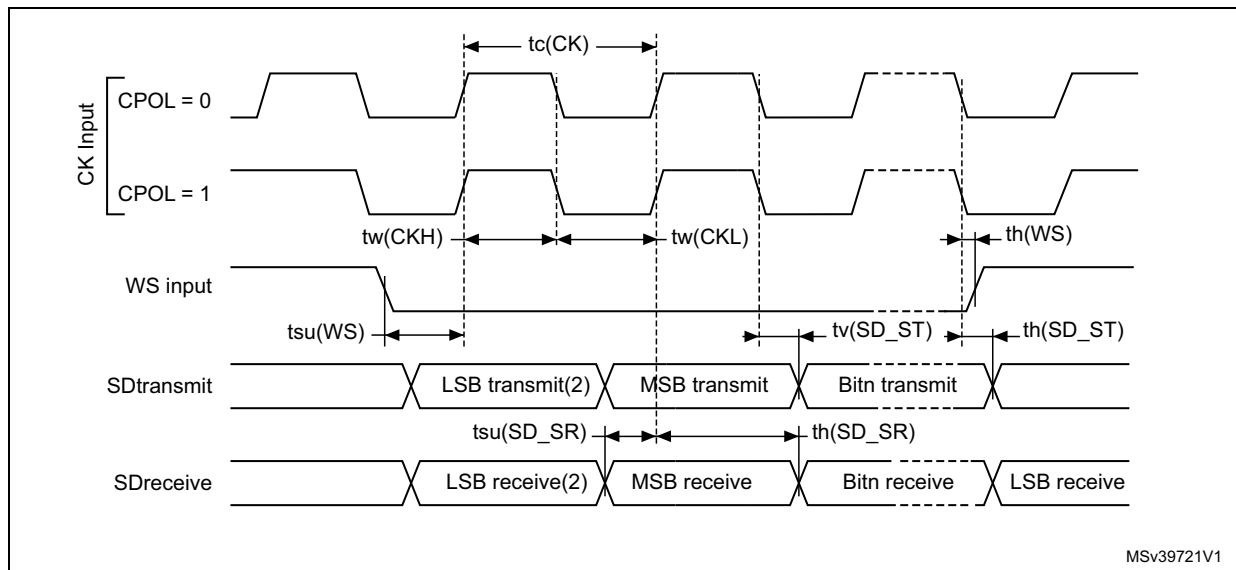 tc(CK)
CK Input
CPOL = 0
CPOL = 1
tw(CKH)
tw(CKL)
th(WS)
WS input
tsu(WS)
tv(SD_ST)
th(SD_ST)
SDtransmit
LSB transmit(2)
MSB transmit
Bitn transmit
tsu(SD_SR)
th(SD_SR)
SDreceive
LSB receive(2)
MSB receive
Bitn receive
LSB receive
MSv39721V1